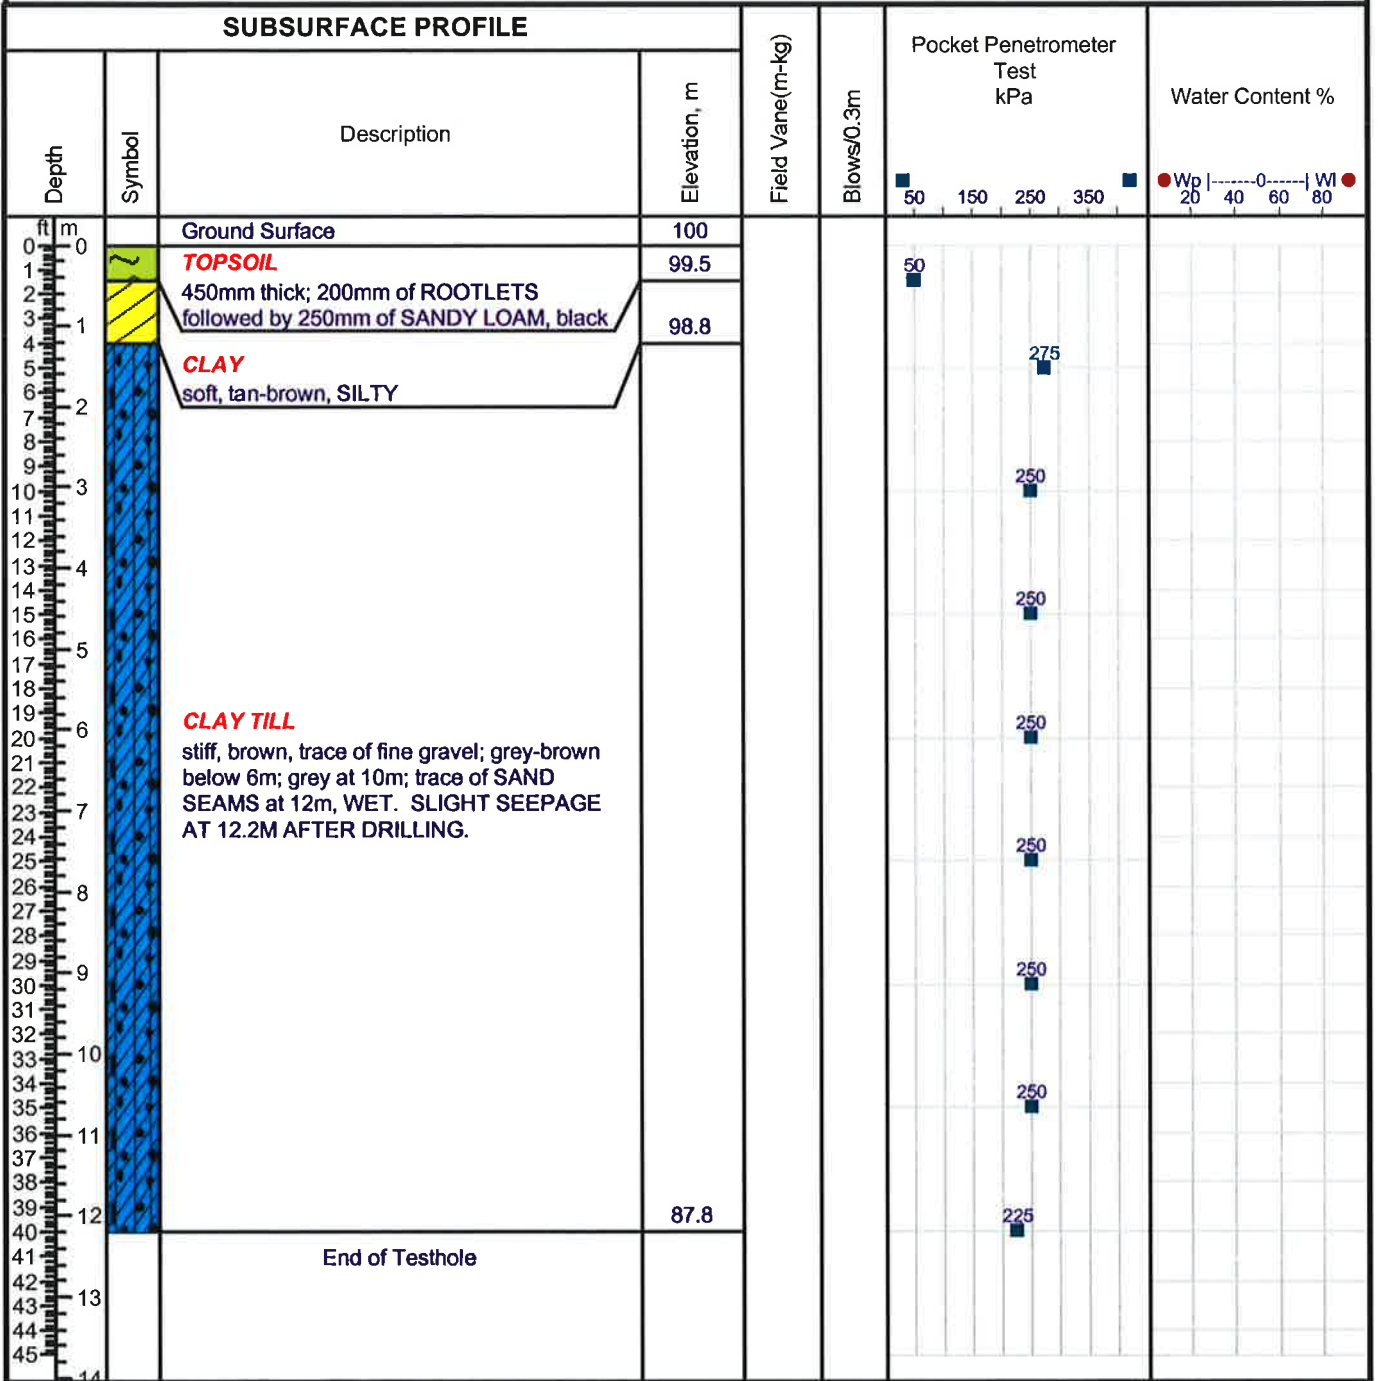 SUBSURFACE PROFILE
Depth
Symbol
Description
Elevation, m
Field Vane(m-kg)
Blows/0.3m
Pocket Penetrometer
Test
kPa
50 150 250 350
Water Content %
Wp |-------0------| Wl
20 40 60 80
ft m
Ground Surface
100
TOPSOIL
99.5
450mm thick; 200mm of ROOTLETS
followed by 250mm of SANDY LOAM, black
98.8
CLAY
soft, tan-brown, SILTY
CLAY TILL
stiff, brown, trace of fine gravel; grey-brown
below 6m; grey at 10m; trace of SAND
SEAMS at 12m, WET. SLIGHT SEEPAGE
AT 12.2M AFTER DRILLING.
87.8
End of Testhole
0
1
2
3
4
5
6
7
8
9
10
11
12
13
14
15
16
17
18
19
20
21
22
23
24
25
26
27
28
29
30
31
32
33
34
35
36
37
38
39
40
41
42
43
44
45
0
1
2
3
4
5
6
7
8
9
10
11
12
13
14
50
275
250
250
250
250
250
250
225